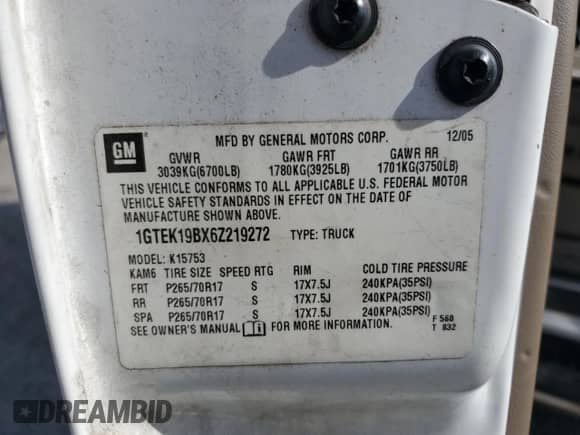 GM
MFD BY GENERAL MOTORS CORP. 12/05
GVWR GAWR FRT GAWR RR
3039KG(6700LB) 1780KG(3925LB) 1701KG(3750LB)
THIS VEHICLE CONFORMS TO ALL APPLICABLE U.S. FEDERAL MOTOR
VEHICLE SAFETY STANDARDS IN EFFECT ON THE DATE OF
MANUFACTURE SHOWN ABOVE.
1GTEK19BX6Z219272 TYPE: TRUCK
MODEL: K15753
KAM6 TIRE SIZE SPEED RTG RIM COLD TIRE PRESSURE
FRT P265/70R17 S 17X7.5J 240KPA(35PSI)
RR P265/70R17 S 17X7.5J 240KPA(35PSI)
SPA P265/70R17 S 17X7.5J 240KPA(35PSI)
SEE OWNER'S MANUAL FOR MORE INFORMATION.
F 560
T 832
DREAMBID